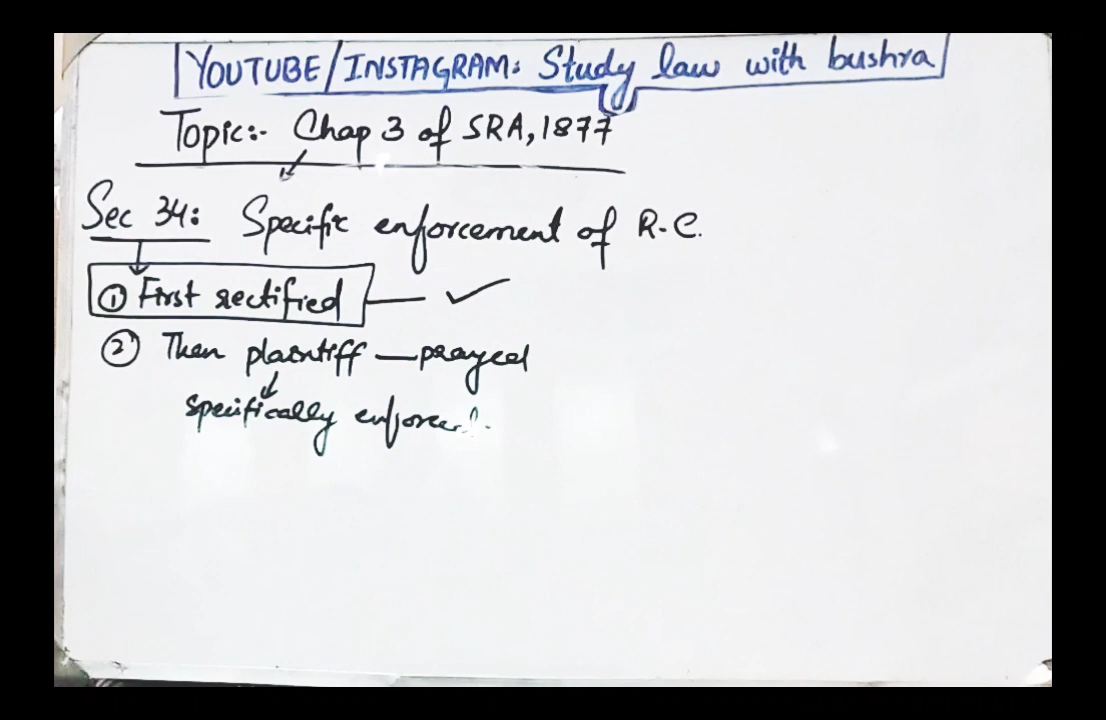 YOUTUBE/INSTAGRAM: Study law with bushra
Topic:- Chap 3 of SRA, 1877
Sec 34: Specific enforcement of R.C.
① First rectified
② Then plaintiff — prayed
specifically